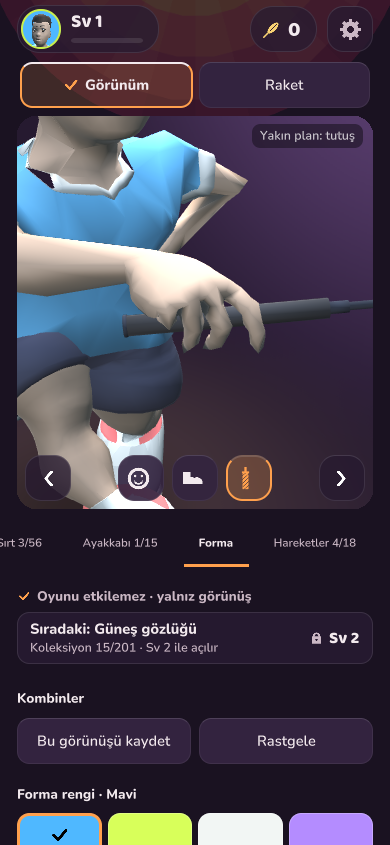 Sv 1
0
Görünüm
Raket
Yakın plan: tutuş
Sırt 3/56
Ayakkabı 1/15
Forma
Hareketler 4/18
Oyunu etkilemez · yalnız görünüş
Sıradaki: Güneş gözlüğü
Koleksiyon 15/201 · Sv 2 ile açılır
Sv 2
Kombinler
Bu görünüşü kaydet
Rastgele
Forma rengi · Mavi